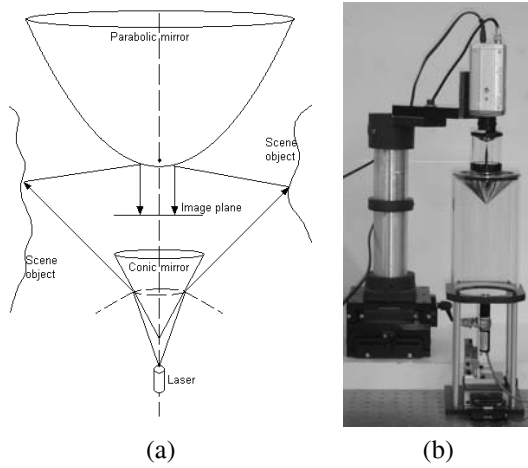 Parabolic mirror
Scene
object
Image plane
Scene
object
Conic mirror
Laser
(a)
(b)